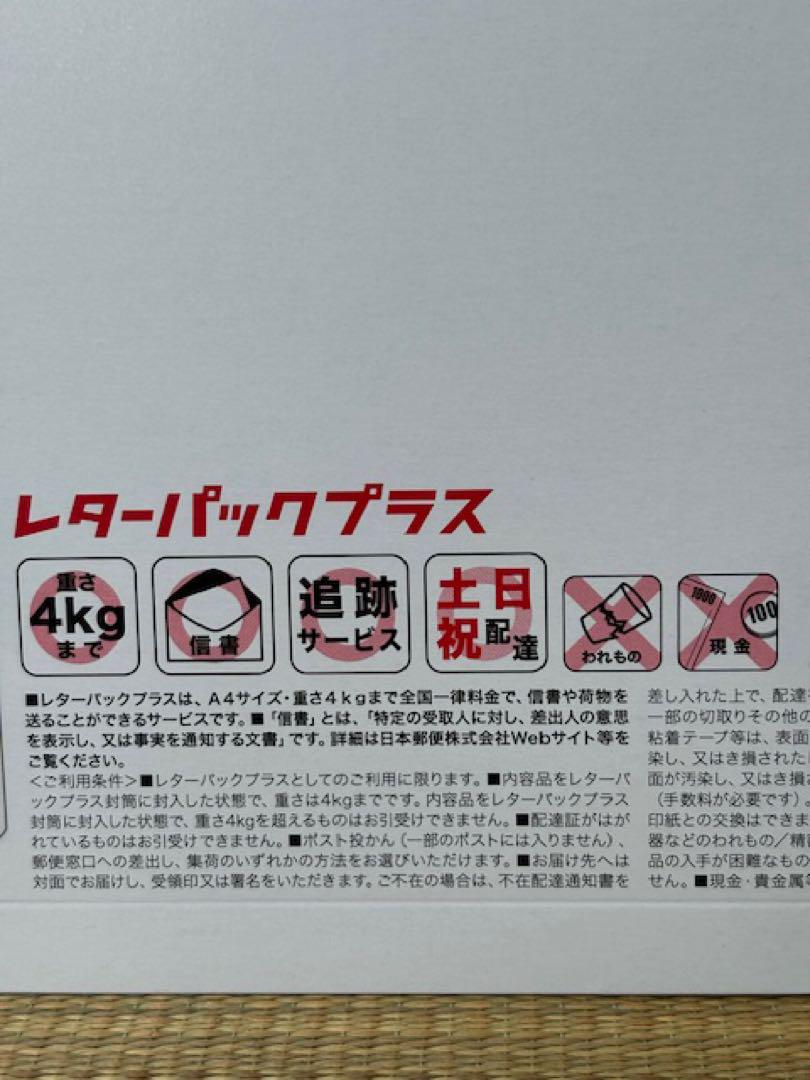 レターパックプラス
重さ
4kg
まで
信書
追跡
サービス
土日
祝配達
われもの
1000
100
現金
■レターパックプラスは、A4サイズ・重さ4kgまで全国一律料金で、信書や荷物を
送ることができるサービスです。■「信書」とは、「特定の受取人に対し、差出人の意思
を表示し、又は事実を通知する文書」です。詳細は日本郵便株式会社Webサイト等を
ご覧ください。
<ご利用条件>■レターパックプラスとしてのご利用に限ります。■内容品をレターパ
ックプラス封筒に封入した状態で、重さは4kgまでです。内容品をレターパックプラス
封筒に封入した状態で、重さ4kgを超えるものはお引受けできません。■配達証がはが
れているものはお引受けできません。■ポスト投かん（一部のポストには入りません）、
郵便窓口への差出し、集荷のいずれかの方法をお選びいただけます。■お届け先へは
対面でお届けし、受領印又は署名をいただきます。ご不在の場合は、不在配達通知書を
差し入れた上で、配達
一部の切取りその他の
粘着テープ等は、表面
染し、又はき損された
面が汚染し、又はき損
（手数料が必要です）。
印紙との交換はできま
器などのわれもの／精
品の入手が困難なもの
せん。■現金・貴金属